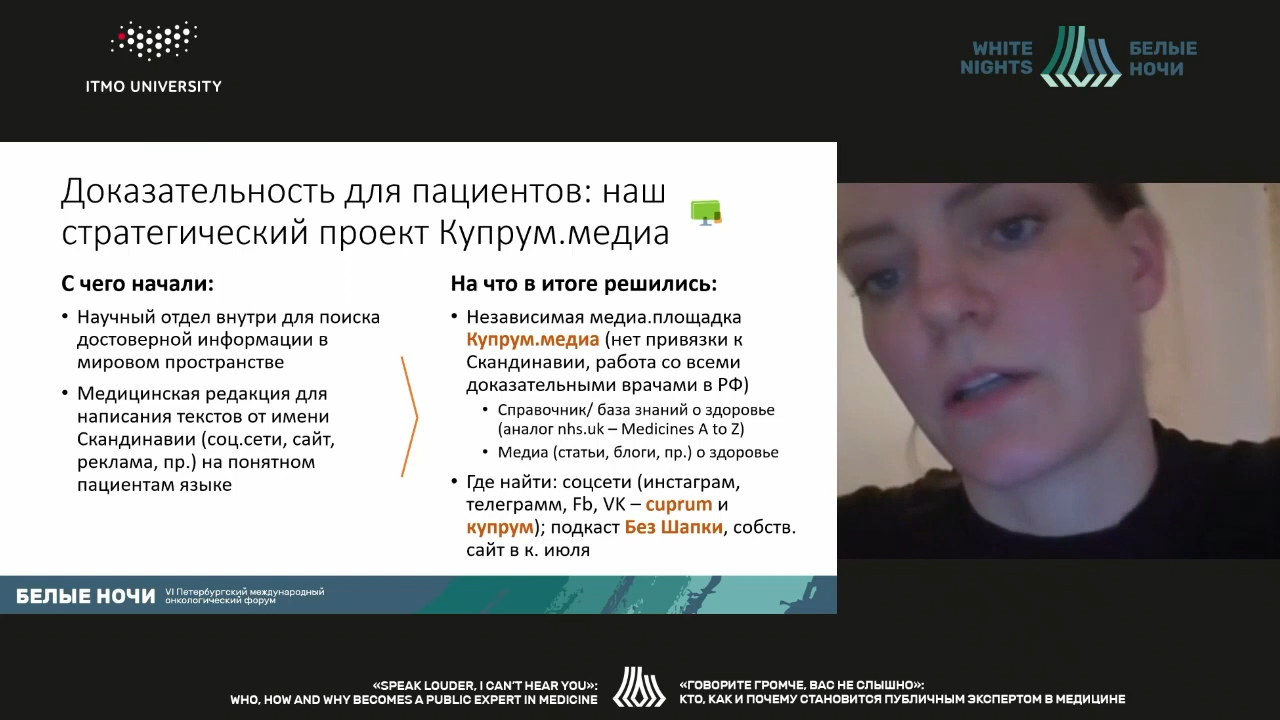 ITMO UNIVERSITY
WHITE
NIGHTS
БЕЛЫЕ
НОЧИ
Доказательность для пациентов: наш
стратегический проект Купрум.медиа
С чего начали:
• Научный отдел внутри для поиска
достоверной информации в
мировом пространстве
• Медицинская редакция для
написания текстов от имени
Скандинавии (соц.сети, сайт,
реклама, пр.) на понятном
пациентам языке
На что в итоге решились:
• Независимая медиа.площадка
Купрум.медиа (нет привязки к
Скандинавии, работа со всеми
доказательными врачами в РФ)
• Справочник/ база знаний о здоровье
(аналог nhs.uk – Medicines A to Z)
• Медиа (статьи, блоги, пр.) о здоровье
• Где найти: соцсети (инстаграм,
телеграмм, Fb, VK – cuprum и
купрум); подкаст Без Шапки, собств.
сайт в к. июля
БЕЛЫЕ НОЧИ
VI Петербургский международный
онкологический форум
«SPEAK LOUDER, I CAN'T HEAR YOU»:
WHO, HOW AND WHY BECOMES A PUBLIC EXPERT IN MEDICINE
«ГОВОРИТЕ ГРОМЧЕ, ВАС НЕ СЛЫШНО»:
КТО, КАК И ПОЧЕМУ СТАНОВИТСЯ ПУБЛИЧНЫМ ЭКСПЕРТОМ В МЕДИЦИНЕ